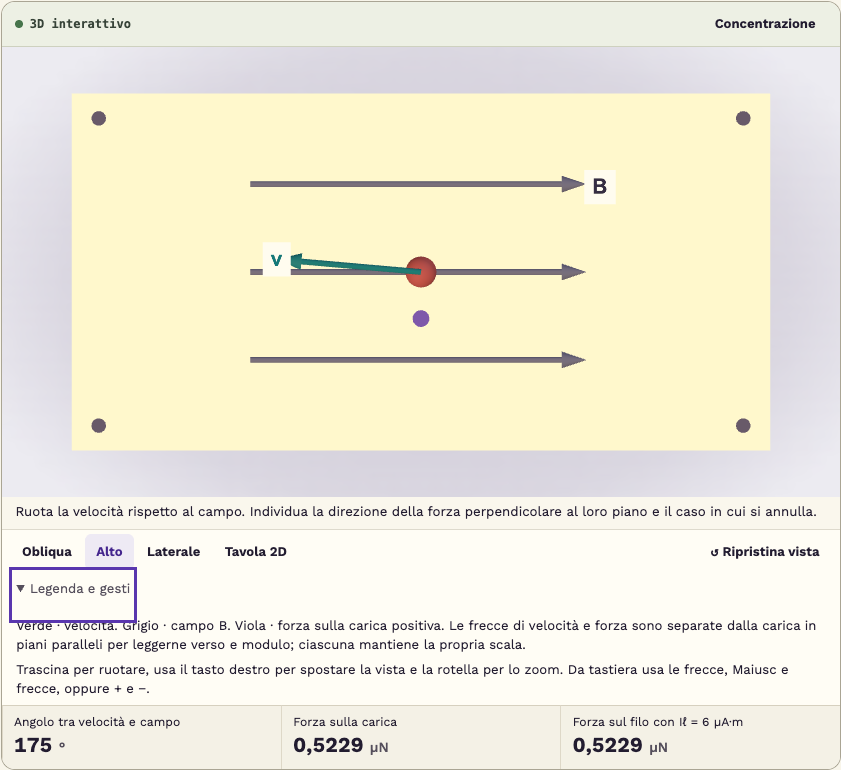 3D interattivo
Concentrazione
B
v
Ruota la velocità rispetto al campo. Individua la direzione della forza perpendicolare al loro piano e il caso in cui si annulla.
Obliqua Alto Laterale Tavola 2D
↺ Ripristina vista
▼ Legenda e gesti
Verde · velocità. Grigio · campo B. Viola · forza sulla carica positiva. Le frecce di velocità e forza sono separate dalla carica in
piani paralleli per leggerne verso e modulo; ciascuna mantiene la propria scala.
Trascina per ruotare, usa il tasto destro per spostare la vista e la rotella per lo zoom. Da tastiera usa le frecce, Maiusc e
frecce, oppure + e −.
Angolo tra velocità e campo
175 °
Forza sulla carica
0,5229 μN
Forza sul filo con Iℓ = 6 μA·m
0,5229 μN